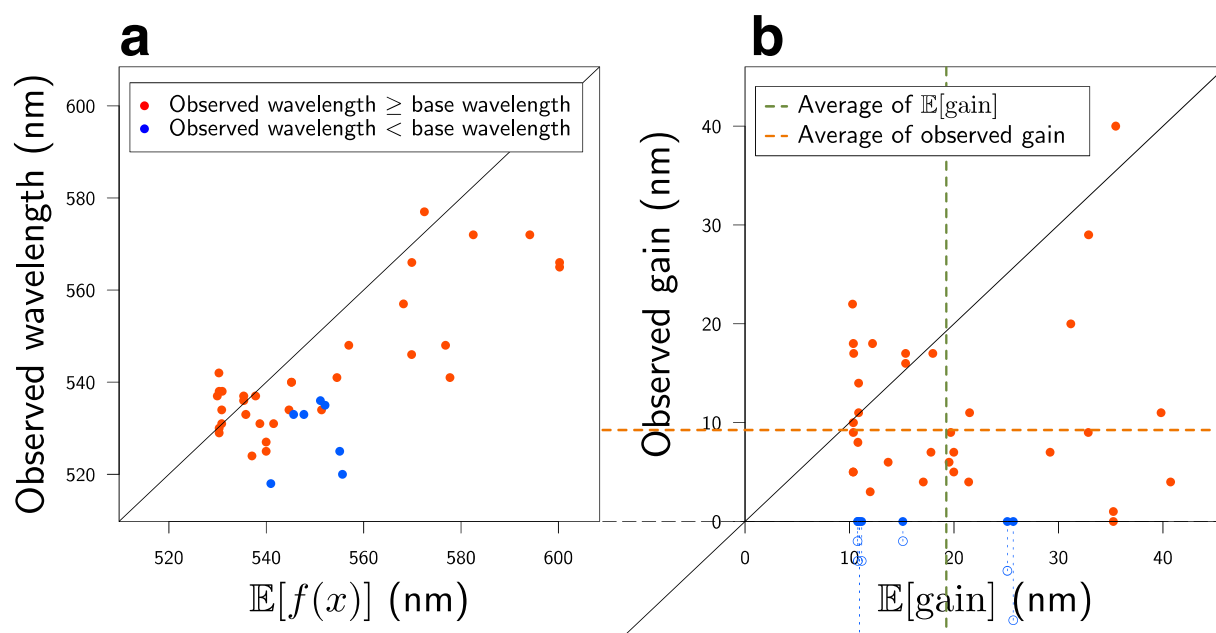 a
Observed wavelength (nm)
600
580
560
540
520
Observed wavelength ≥ base wavelength
Observed wavelength < base wavelength
520 540 560 580 600
𝔼[f(x)] (nm)
b
Observed gain (nm)
40
30
20
10
0
Average of 𝔼[gain]
Average of observed gain
0 10 20 30 40
𝔼[gain] (nm)